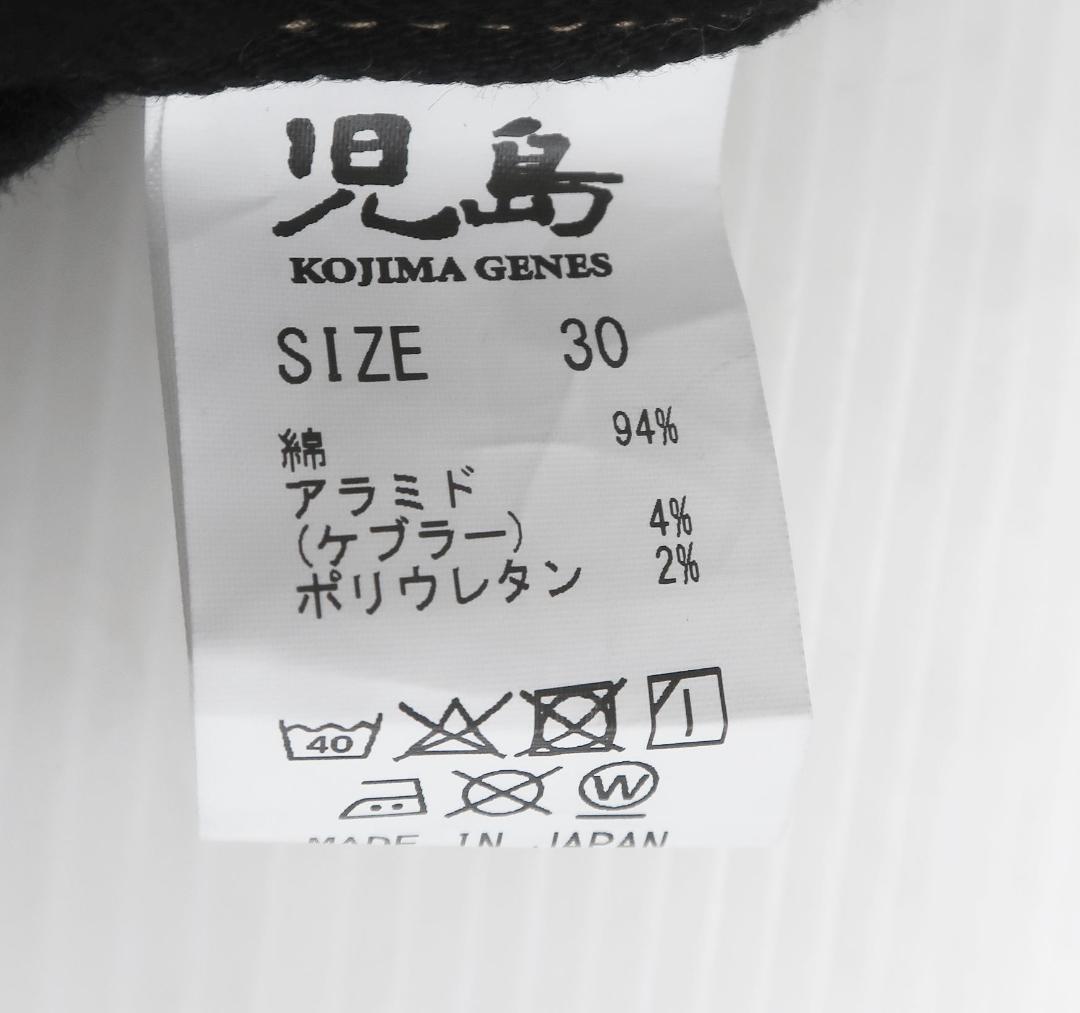 児島
KOJIMA GENES
SIZE 30
綿 94%
アラミド
(ケブラー) 4%
ポリウレタン 2%
40
W
MADE IN JAPAN